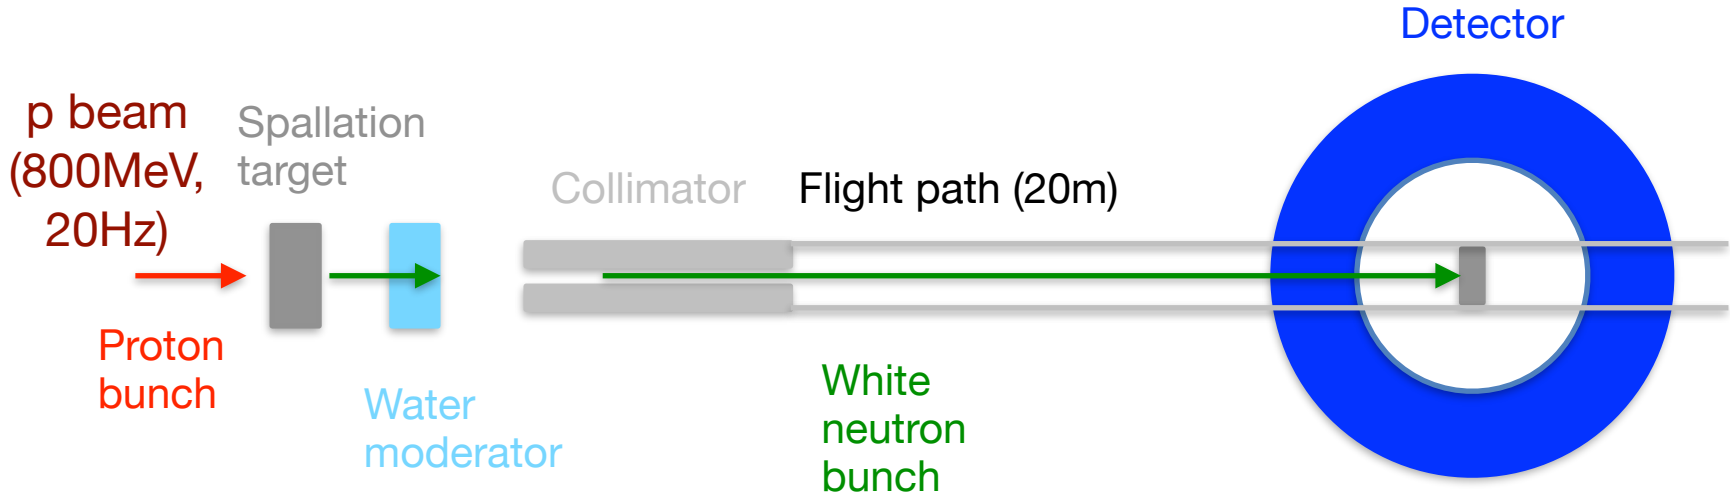 Detector
p beam
(800MeV,
20Hz)
Spallation
target
Collimator
Flight path (20m)
Proton
bunch
Water
moderator
White
neutron
bunch